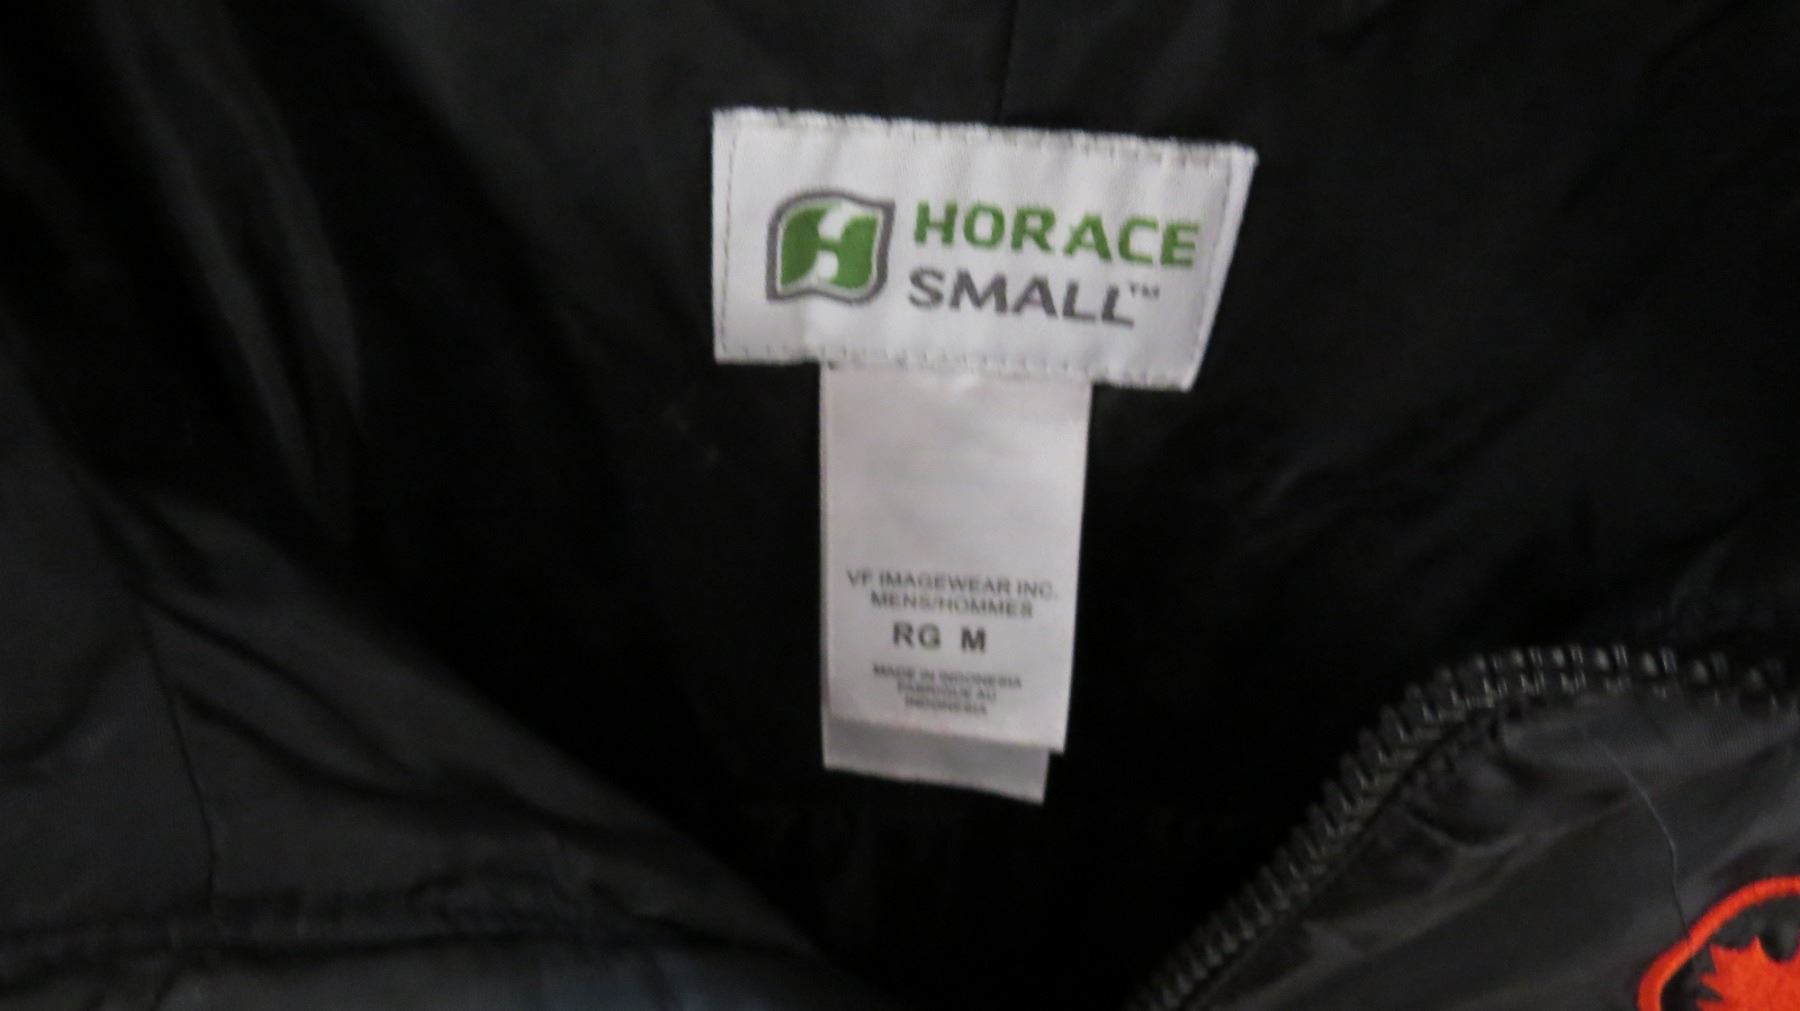 HORACE
SMALL™
VF IMAGEWEAR INC.
MENS/HOMMES
RG M
MADE IN INDONESIA
FABRIQUE AU
INDONESIA